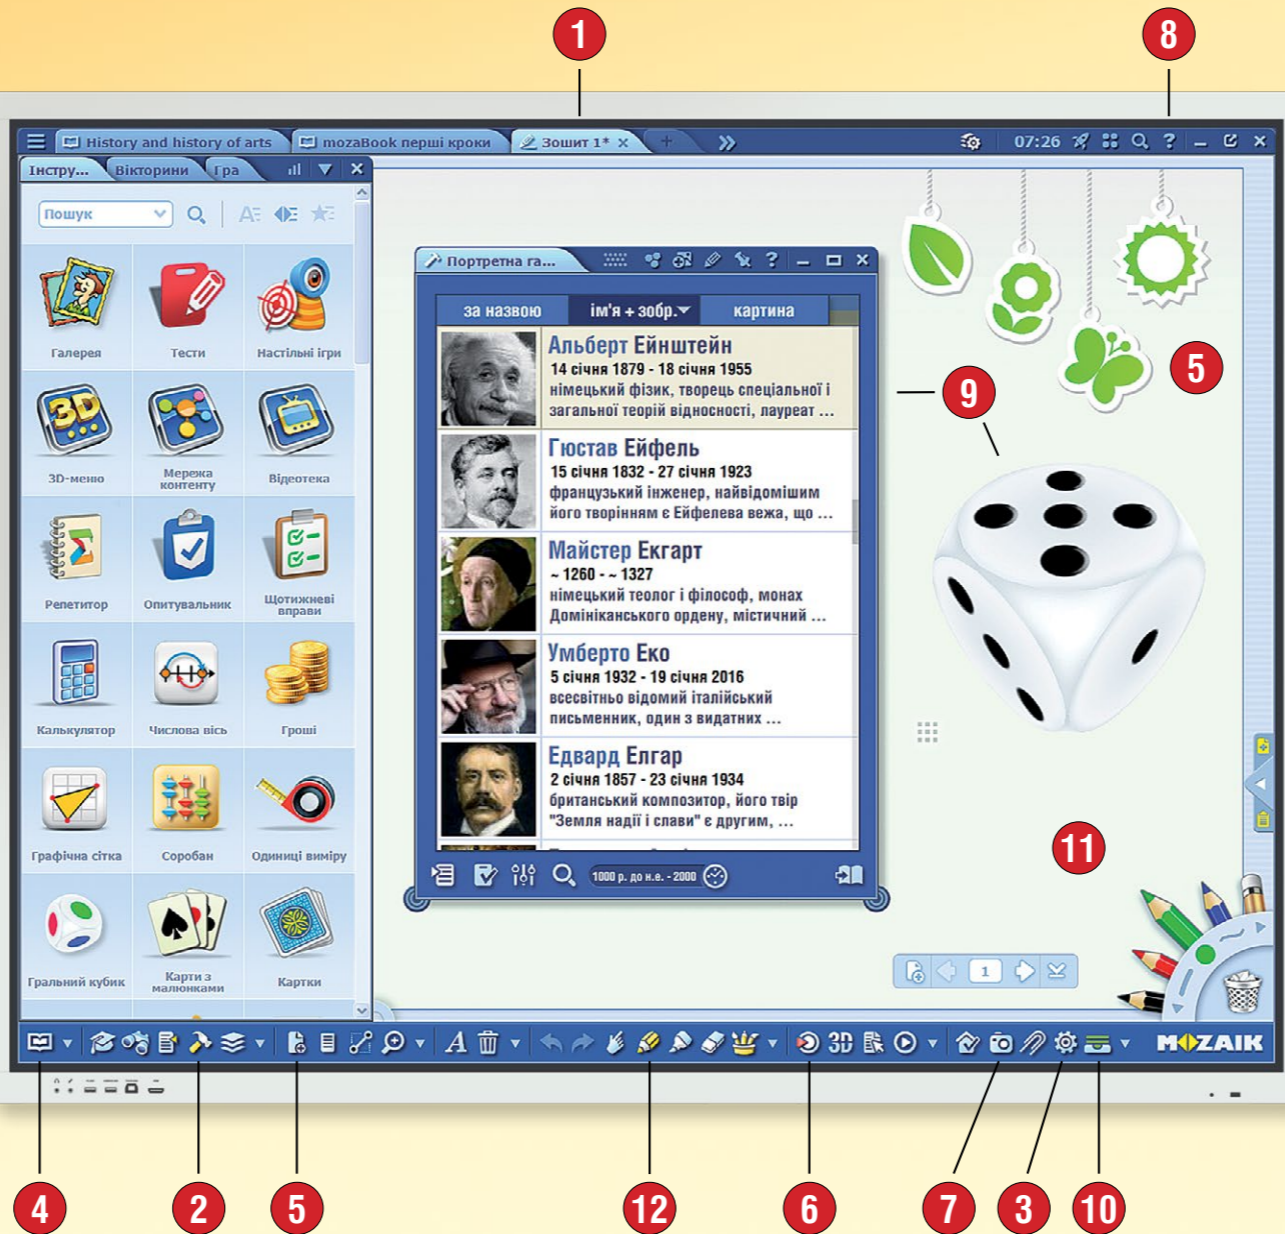 1
8
History and history of arts
mozaBook перші кроки
Зошит 1* x
+
07:26
?
Інстру...
Вікторини
Гра
Пошук
Галерея
Тести
Настільні ігри
3D
3D-меню
Мережа
контенту
Відеотека
Репетитор
Опитувальник
Щотижневі
вправи
Калькулятор
Числова вісь
Гроші
Графічна сітка
Соробан
Одиниці виміру
Гральний кубик
Карти з
малюнками
Картки
Портретна га...
?
за назвою
ім'я + зобр.
картина
Альберт Ейнштейн
14 січня 1879 - 18 січня 1955
німецький фізик, творець спеціальної і
загальної теорій відносності, лауреат ...
Гюстав Ейфель
15 січня 1832 - 27 січня 1923
французький інженер, найвідомішим
його творінням є Ейфелева вежа, що ...
Майстер Екгарт
~ 1260 - ~ 1327
німецький теолог і філософ, монах
Домініканського ордену, містичний ...
Умберто Еко
5 січня 1932 - 19 січня 2016
всесвітньо відомий італійський
письменник, один з видатних ...
Едвард Елгар
2 січня 1857 - 23 січня 1934
британський композитор, його твір
"Земля надії і слави" є другим, ...
1000 р. до н.е. - 2000
5
9
11
1
A
3D
MOZAIK
4
2
5
12
6
7
3
10